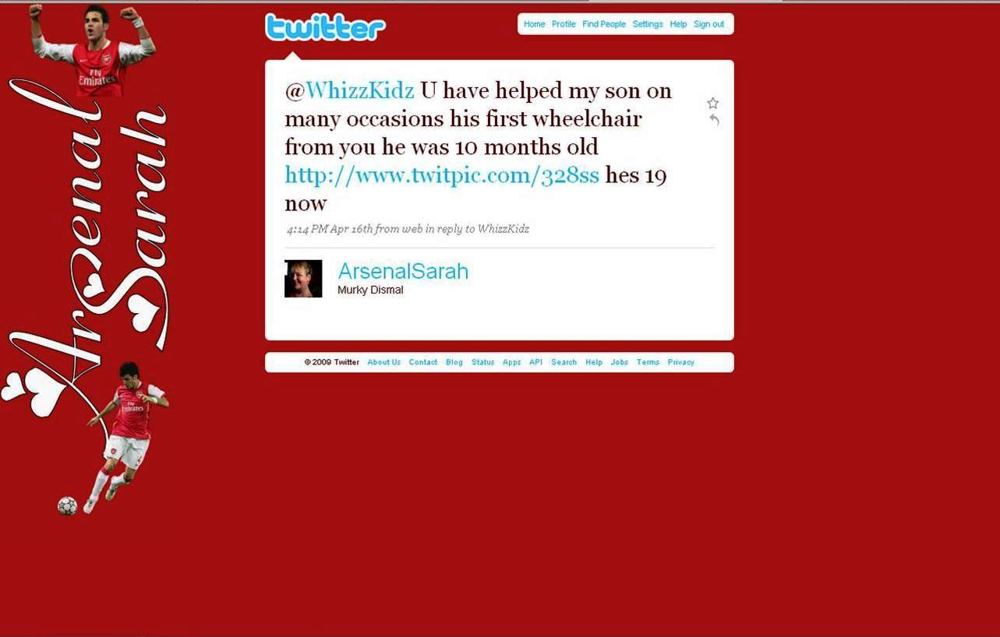 twitter
Home Profile Find People Settings Help Sign out
@WhizzKidz U have helped my son on
many occasions his first wheelchair
from you he was 10 months old
http://www.twitpic.com/328ss hes 19
now
4:14 PM Apr 16th from web in reply to WhizzKidz
ArsenalSarah
Murky Dismal
© 2009 Twitter About Us Contact Blog Status Apps API Search Help Jobs Terms Privacy
Arsenal
Sarah
Fly
Emirates
Fly
Emirates